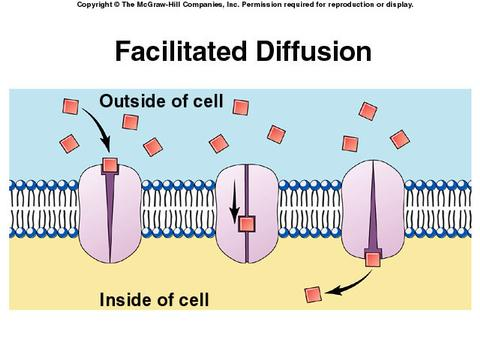 Copyright © The McGraw-Hill Companies, Inc. Permission required for reproduction or display.
Facilitated Diffusion
Outside of cell
Inside of cell